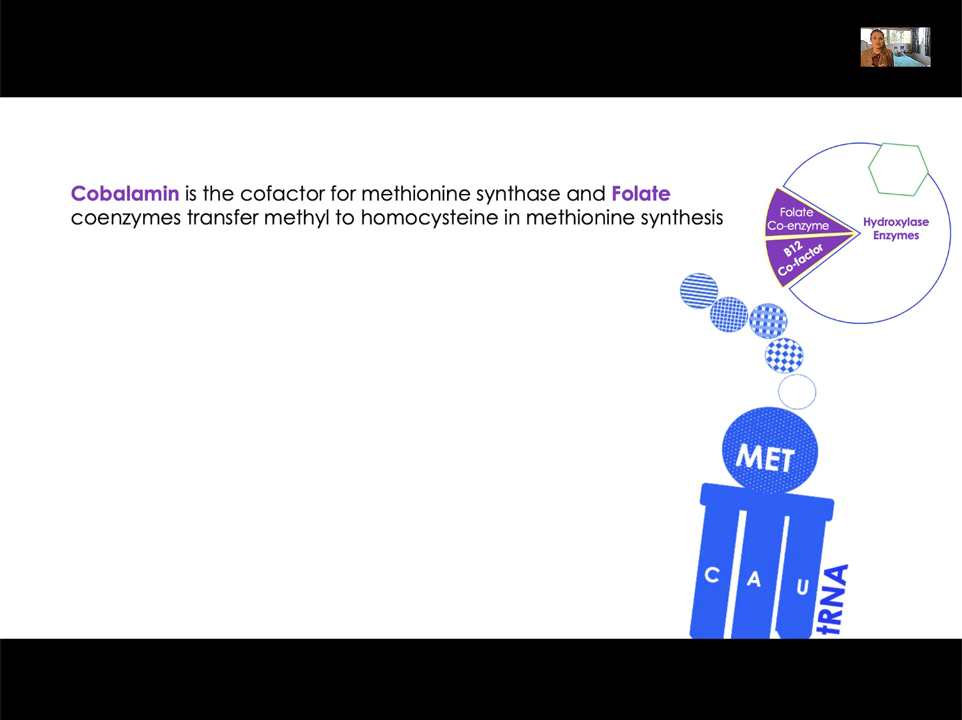 Cobalamin is the cofactor for methionine synthase and Folate
coenzymes transfer methyl to homocysteine in methionine synthesis
Folate
Co-enzyme
B12
Co-factor
Hydroxylase
Enzymes
MET
C A U
tRNA